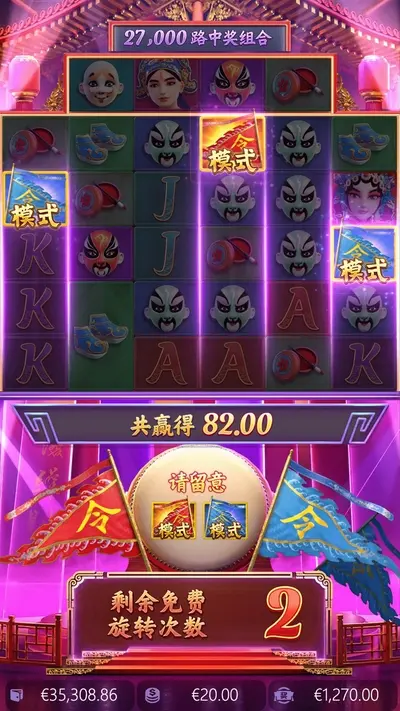 27,000 路中奖组合
令
模式
令
模式
令
模式
J
K
J
K
A
K
A
A
A
K
共赢得 82.00
请留意
令
模式
模式
令
剩余免费
旋转次数
2
€35,308.86
€20.00
€1,270.00